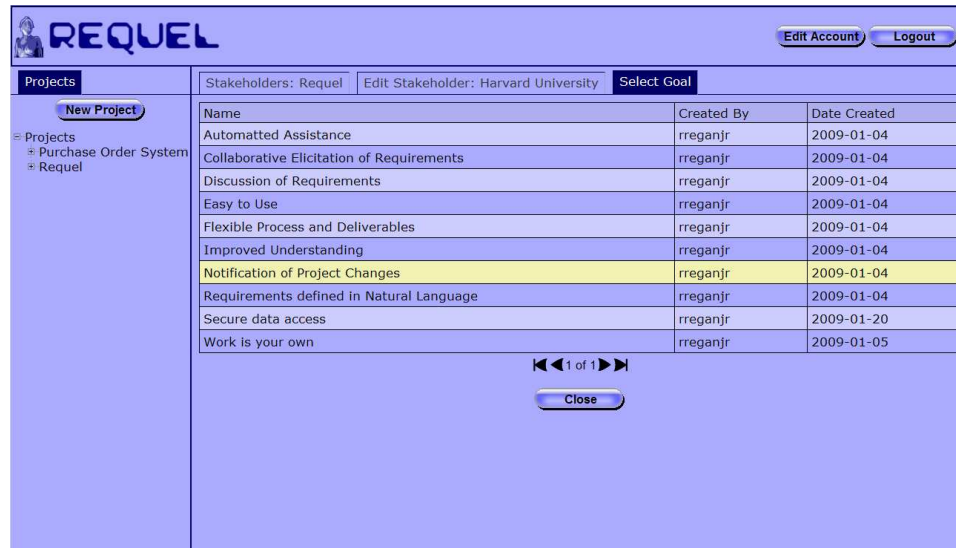 REQUEL
Edit Account Logout
Projects
Stakeholders: Requel Edit Stakeholder: Harvard University Select Goal
New Project
Projects
Purchase Order System
Requel
Name Created By Date Created
Automatted Assistance rreganjr 2009-01-04
Collaborative Elicitation of Requirements rreganjr 2009-01-04
Discussion of Requirements rreganjr 2009-01-04
Easy to Use rreganjr 2009-01-04
Flexible Process and Deliverables rreganjr 2009-01-04
Improved Understanding rreganjr 2009-01-04
Notification of Project Changes rreganjr 2009-01-04
Requirements defined in Natural Language rreganjr 2009-01-04
Secure data access rreganjr 2009-01-20
Work is your own rreganjr 2009-01-05
1 of 1
Close